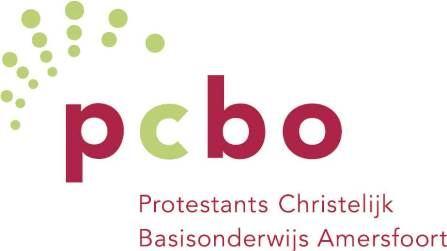 pcbo
Protestants Christelijk
Basisonderwijs Amersfoort